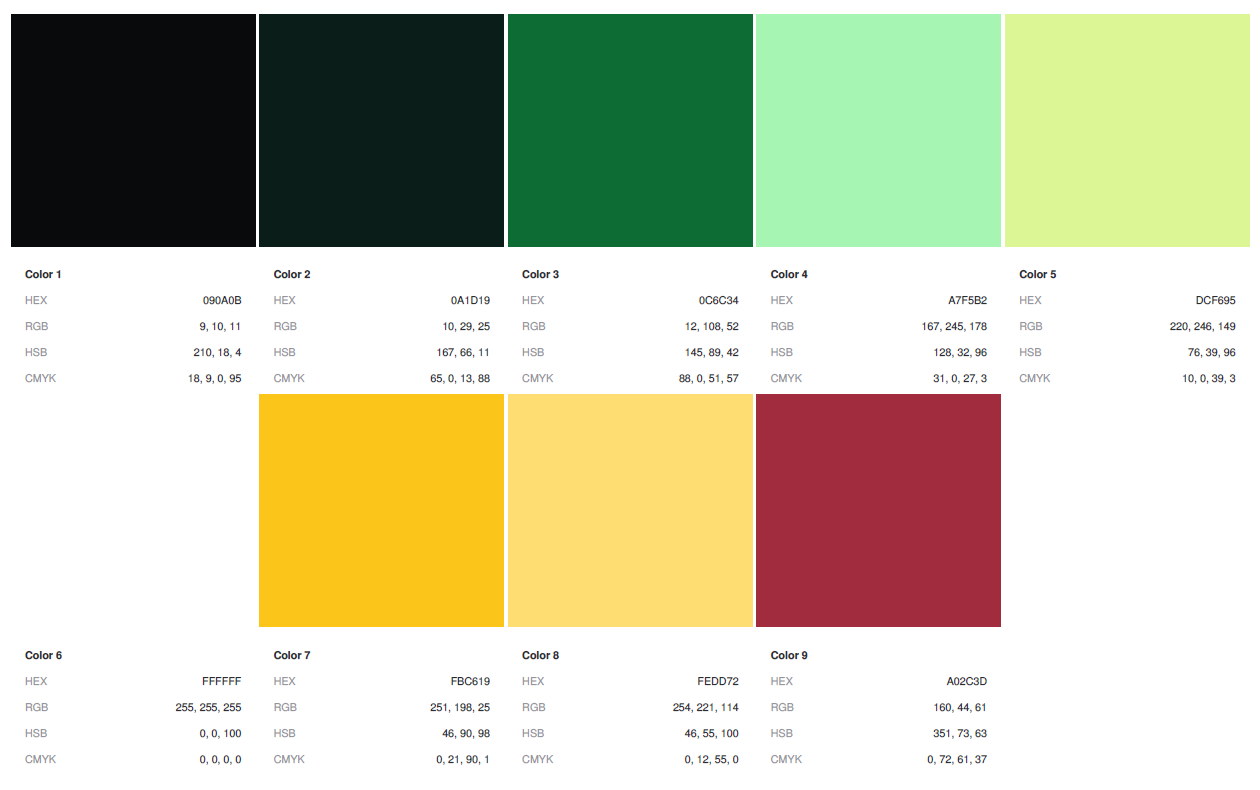 Color 1 Color 2 Color 3 Color 4 Color 5
HEX 090A0B HEX 0A1D19 HEX 0C6C34 HEX A7F5B2 HEX DCF695
RGB 9, 10, 11 RGB 10, 29, 25 RGB 12, 108, 52 RGB 167, 245, 178 RGB 220, 246, 149
HSB 210, 18, 4 HSB 167, 66, 11 HSB 145, 89, 42 HSB 128, 32, 96 HSB 76, 39, 96
CMYK 18, 9, 0, 95 CMYK 65, 0, 13, 88 CMYK 88, 0, 51, 57 CMYK 31, 0, 27, 3 CMYK 10, 0, 39, 3
Color 6 Color 7 Color 8 Color 9
HEX FFFFFF HEX FBC619 HEX FEDD72 HEX A02C3D
RGB 255, 255, 255 RGB 251, 198, 25 RGB 254, 221, 114 RGB 160, 44, 61
HSB 0, 0, 100 HSB 46, 90, 98 HSB 46, 55, 100 HSB 351, 73, 63
CMYK 0, 0, 0, 0 CMYK 0, 21, 90, 1 CMYK 0, 12, 55, 0 CMYK 0, 72, 61, 37